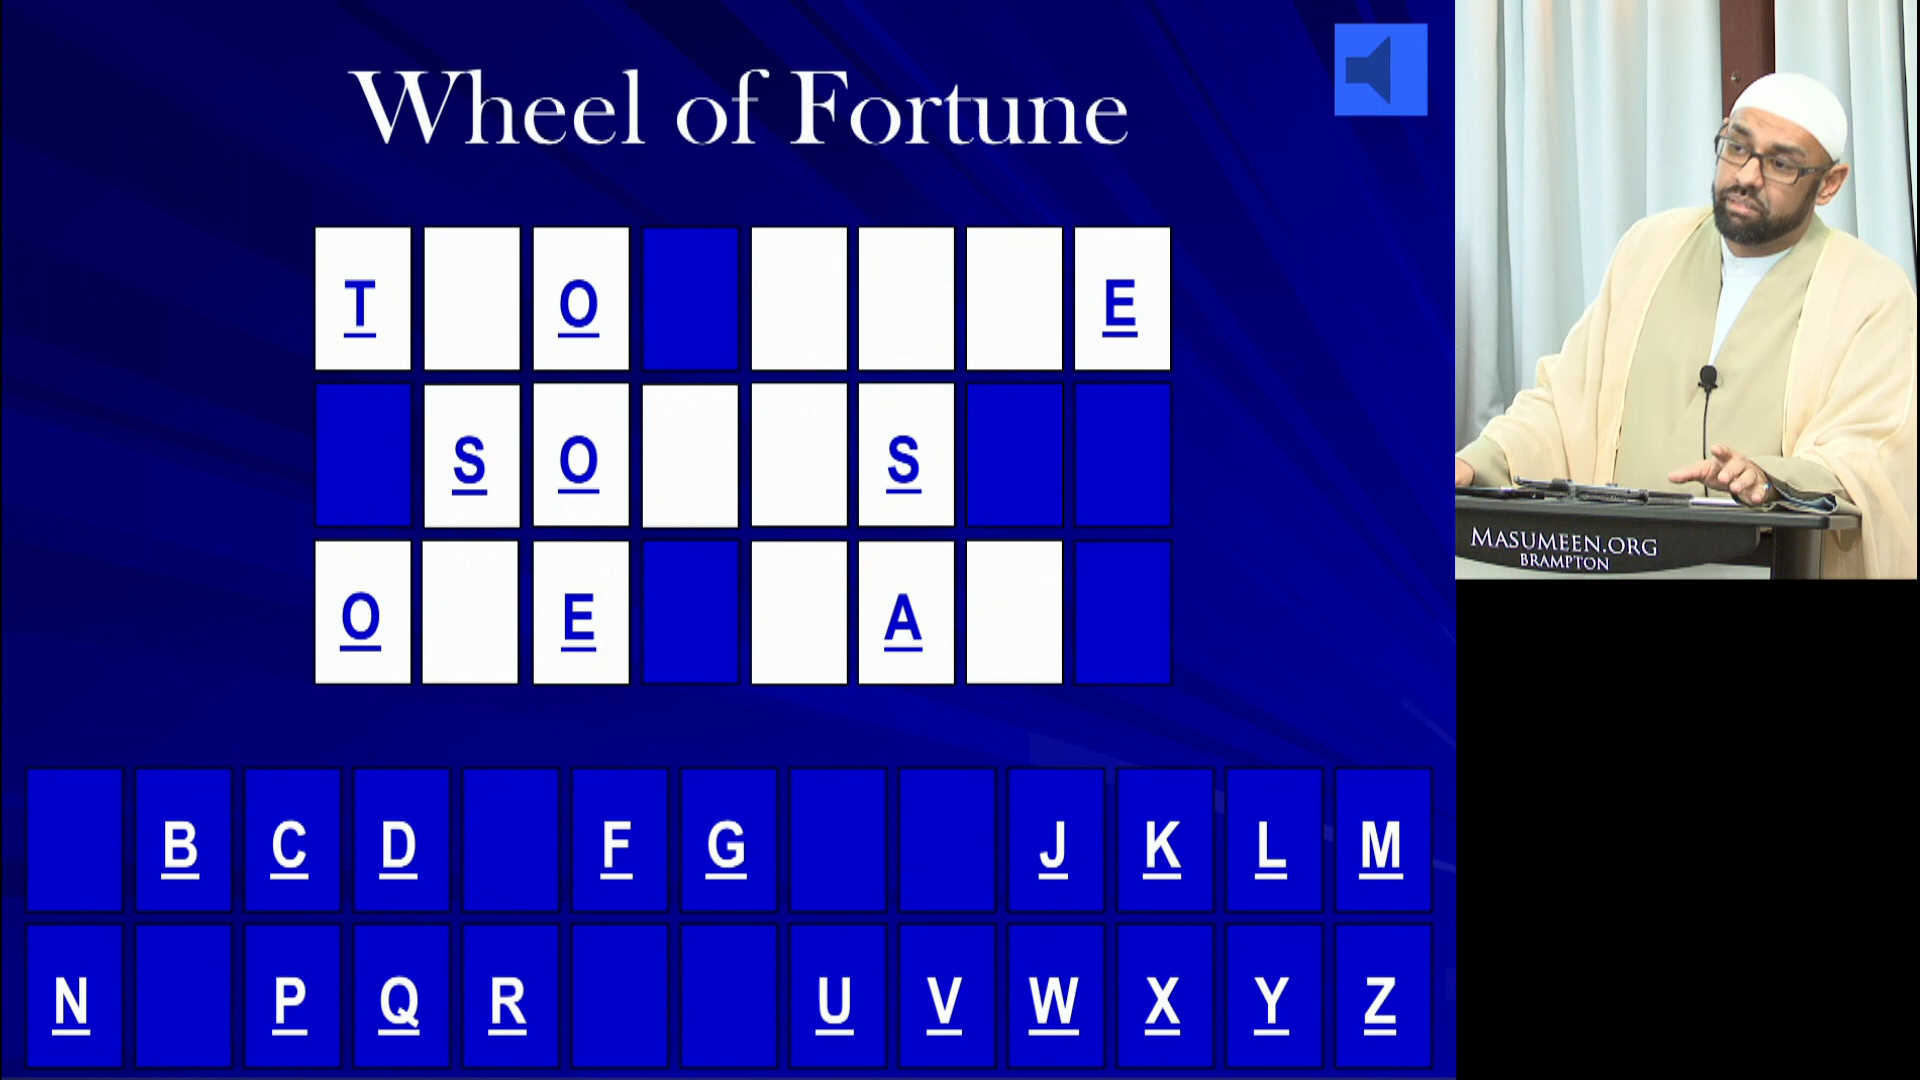 Wheel of Fortune
T O E
S O S
O E A
B C D F G J K L M
N P Q R U V W X Y Z
MASUMEEN.ORG
BRAMPTON